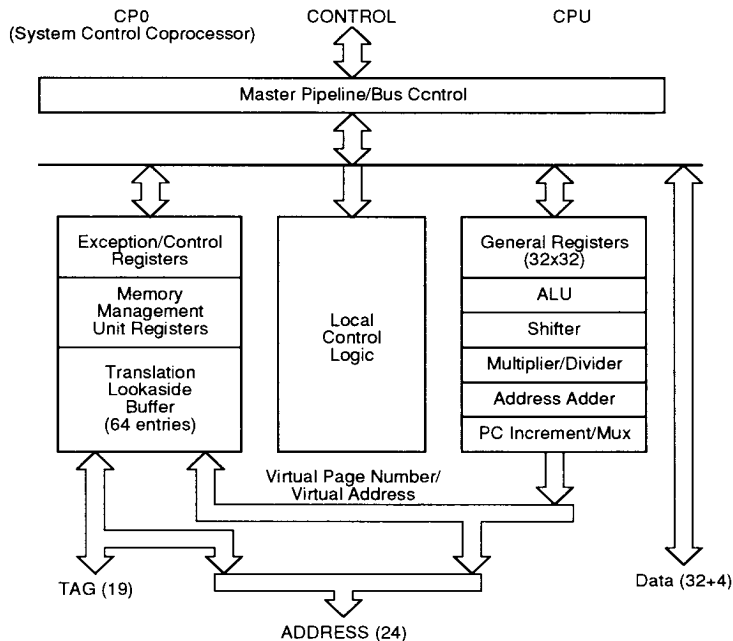 CP0
(System Control Coprocessor)
CONTROL
CPU
Master Pipeline/Bus Ccntrol
Exception/Control
Registers
Memory
Management
Unit Registers
Translation
Lookaside
Buffer
(64 entries)
Local
Control
Logic
General Registers
(32x32)
ALU
Shifter
Multiplier/Divider
Address Adder
PC Increment/Mux
Virtual Page Number/
Virtual Address
TAG (19)
Data (32+4)
ADDRESS (24)